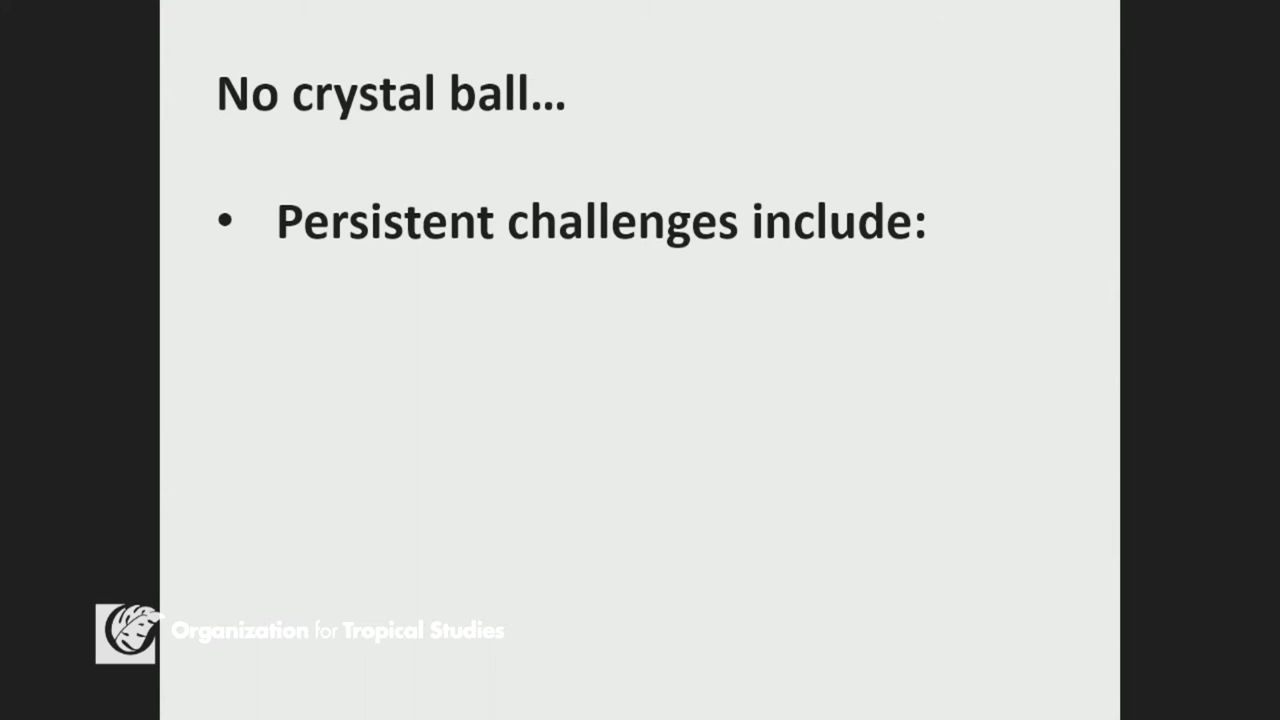 No crystal ball...
• Persistent challenges include:
Organization for Tropical Studies